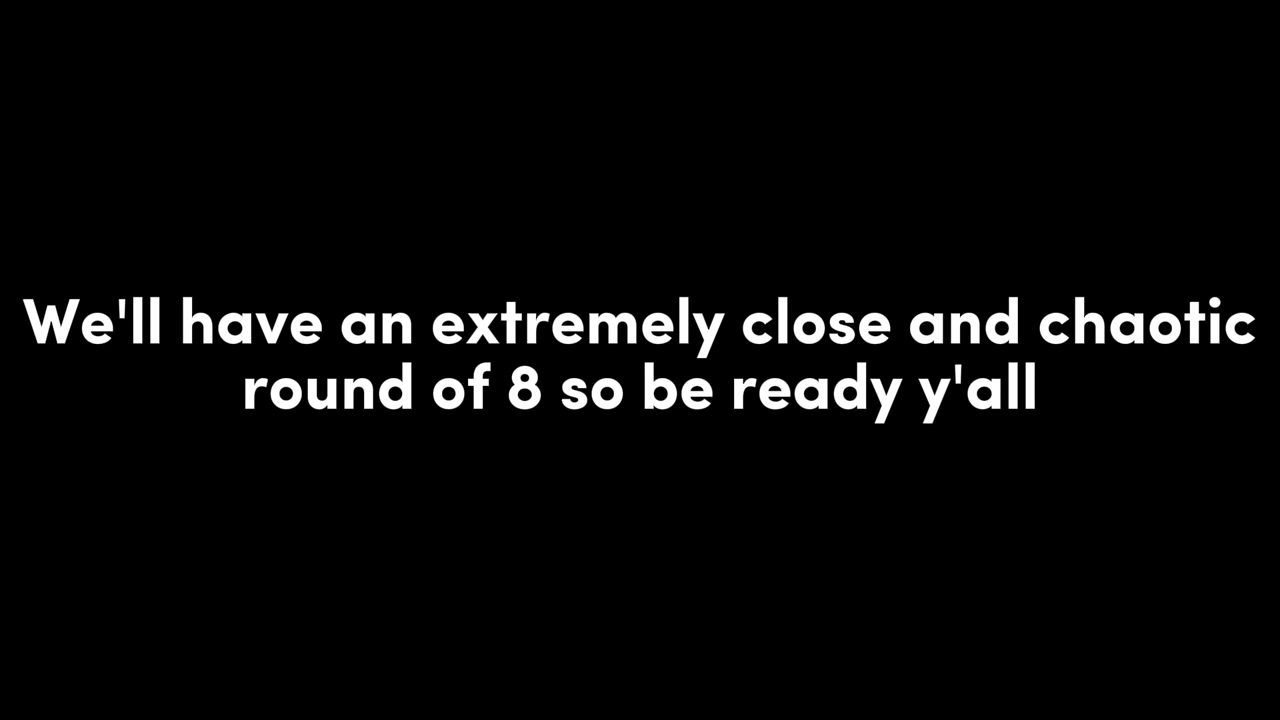 We'll have an extremely close and chaotic
round of 8 so be ready y'all